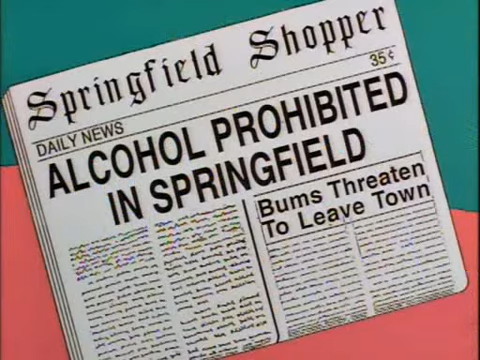 Springfield Shopper
35¢
DAILY NEWS
ALCOHOL PROHIBITED
IN SPRINGFIELD
Bums Threaten
To Leave Town